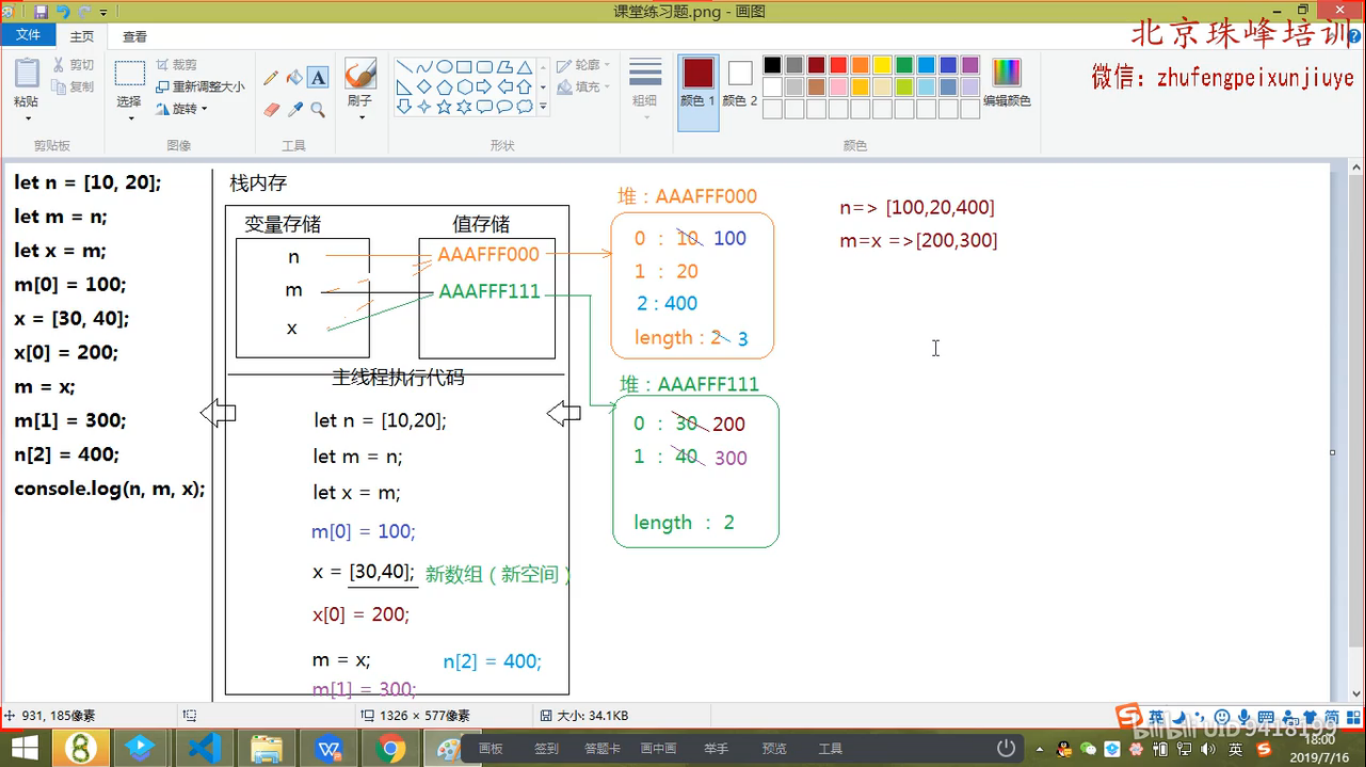 课堂练习题.png - 画图
北京珠峰培训
微信：zhufengpeixunjiuye
文件 主页 查看
粘贴 剪切 复制
选择 裁剪 重新调整大小 旋转
刷子
轮廓 填充
粗细
颜色 1 颜色 2 编辑颜色
剪贴板 图像 工具 形状 颜色
let n = [10, 20];
let m = n;
let x = m;
m[0] = 100;
x = [30, 40];
x[0] = 200;
m = x;
m[1] = 300;
n[2] = 400;
console.log(n, m, x);
栈内存
变量存储 值存储
n AAAFFF000
m AAAFFF111
x
主线程执行代码
let n = [10,20];
let m = n;
let x = m;
m[0] = 100;
x = [30,40]; 新数组（新空间）
x[0] = 200;
m = x; n[2] = 400;
m[1] = 300;
堆：AAAFFF000
0 : 10 100
1 : 20
2 : 400
length : 2 3
堆：AAAFFF111
0 : 30 200
1 : 40 300
length : 2
n=> [100,20,400]
m=x =>[200,300]
931, 185像素 1326 × 577像素 大小: 34.1KB
英 简
bilibili UID 9418199
画板 签到 答题卡 画中画 举手 预览 工具
英 18:00
2019/7/16